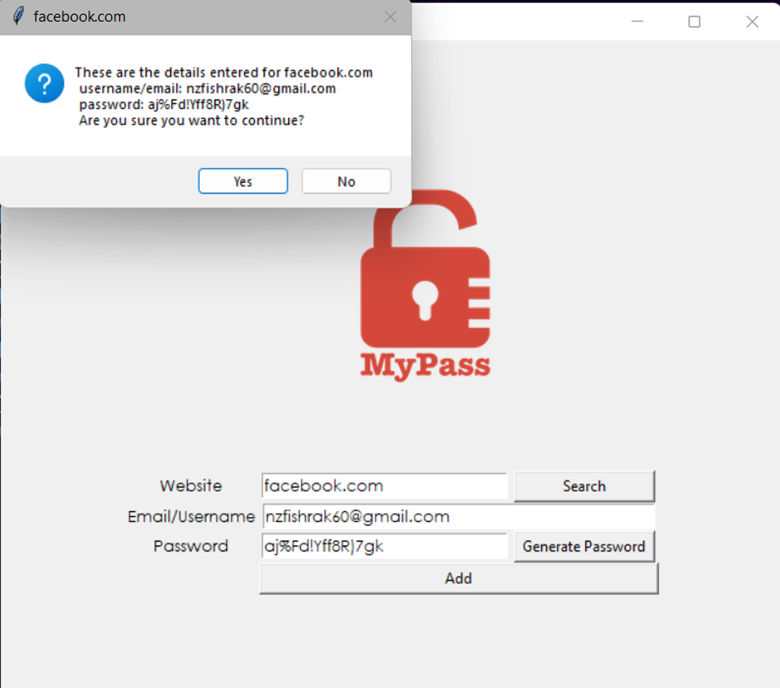 facebook.com
These are the details entered for facebook.com
username/email: nzfishrak60@gmail.com
password: aj%Fd!Yff8R)7gk
Are you sure you want to continue?
Yes No
MyPass
Website facebook.com Search
Email/Username nzfishrak60@gmail.com
Password aj%Fd!Yff8R)7gk Generate Password
Add